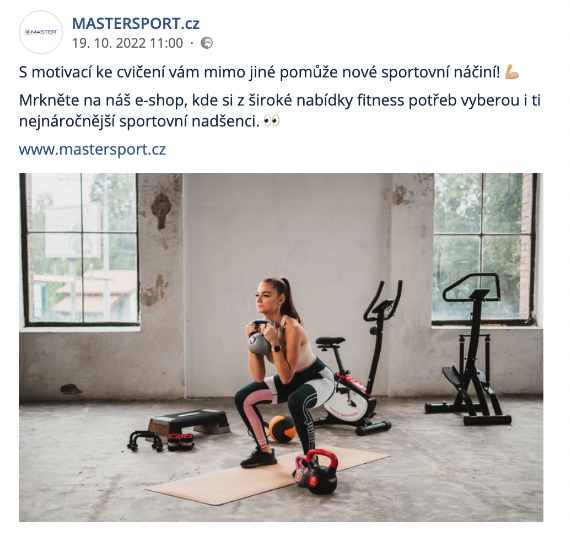 MASTER
MASTERSPORT.cz
19. 10. 2022 11:00 ·
S motivací ke cvičení vám mimo jiné pomůže nové sportovní náčiní! 💪🏼
Mrkněte na náš e-shop, kde si z široké nabídky fitness potřeb vyberou i ti
nejnáročnější sportovní nadšenci. 👀
www.mastersport.cz